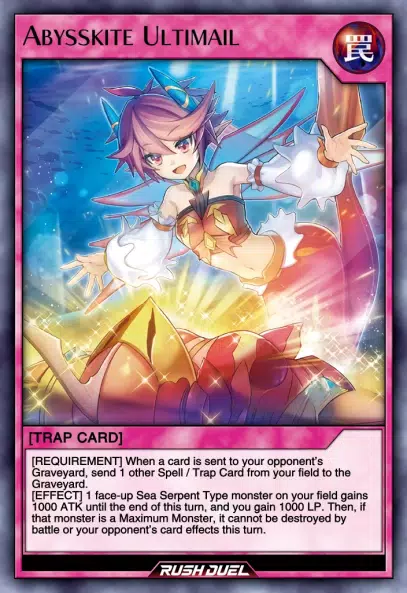 Abysskite Ultimail
罠
[TRAP CARD]
[REQUIREMENT] When a card is sent to your opponent's
Graveyard, send 1 other Spell / Trap Card from your field to the
Graveyard.
[EFFECT] 1 face-up Sea Serpent Type monster on your field gains
1000 ATK until the end of this turn, and you gain 1000 LP. Then, if
that monster is a Maximum Monster, it cannot be destroyed by
battle or your opponent's card effects this turn.
RUSH DUEL